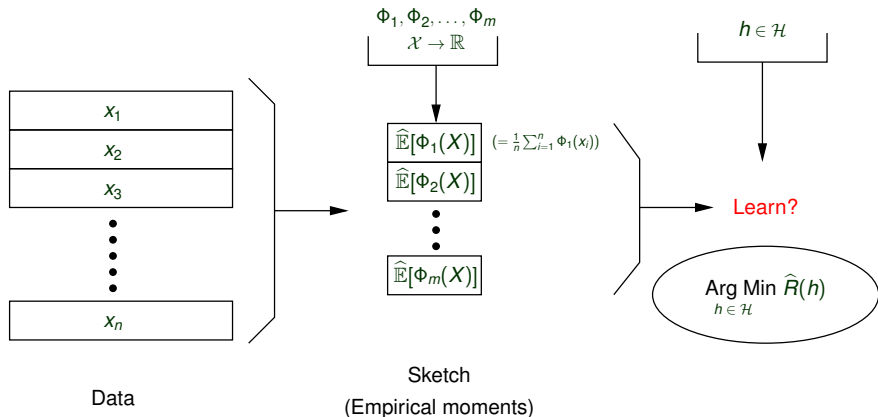 Φ₁, Φ₂, . . . , Φₘ
𝒳 → ℝ
h ∈ ℋ
x₁
x₂
x₃
xₙ
𝔼̂[Φ₁(X)] (= 1/n ∑ᵢ₌₁ⁿ Φ₁(xᵢ))
𝔼̂[Φ₂(X)]
𝔼̂[Φₘ(X)]
Learn?
Arg Min R̂(h)
h ∈ ℋ
Data
Sketch
(Empirical moments)